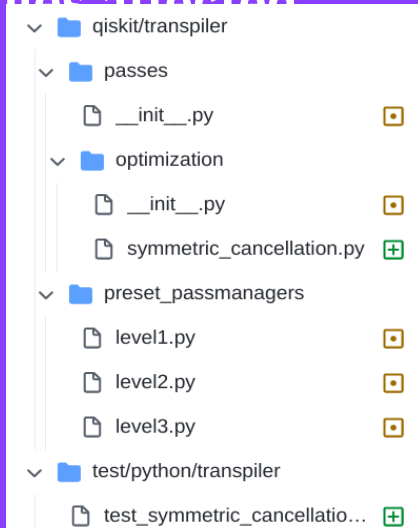 qiskit/transpiler
passes
__init__.py
optimization
__init__.py
symmetric_cancellation.py
preset_passmanagers
level1.py
level2.py
level3.py
test/python/transpiler
test_symmetric_cancellatio...